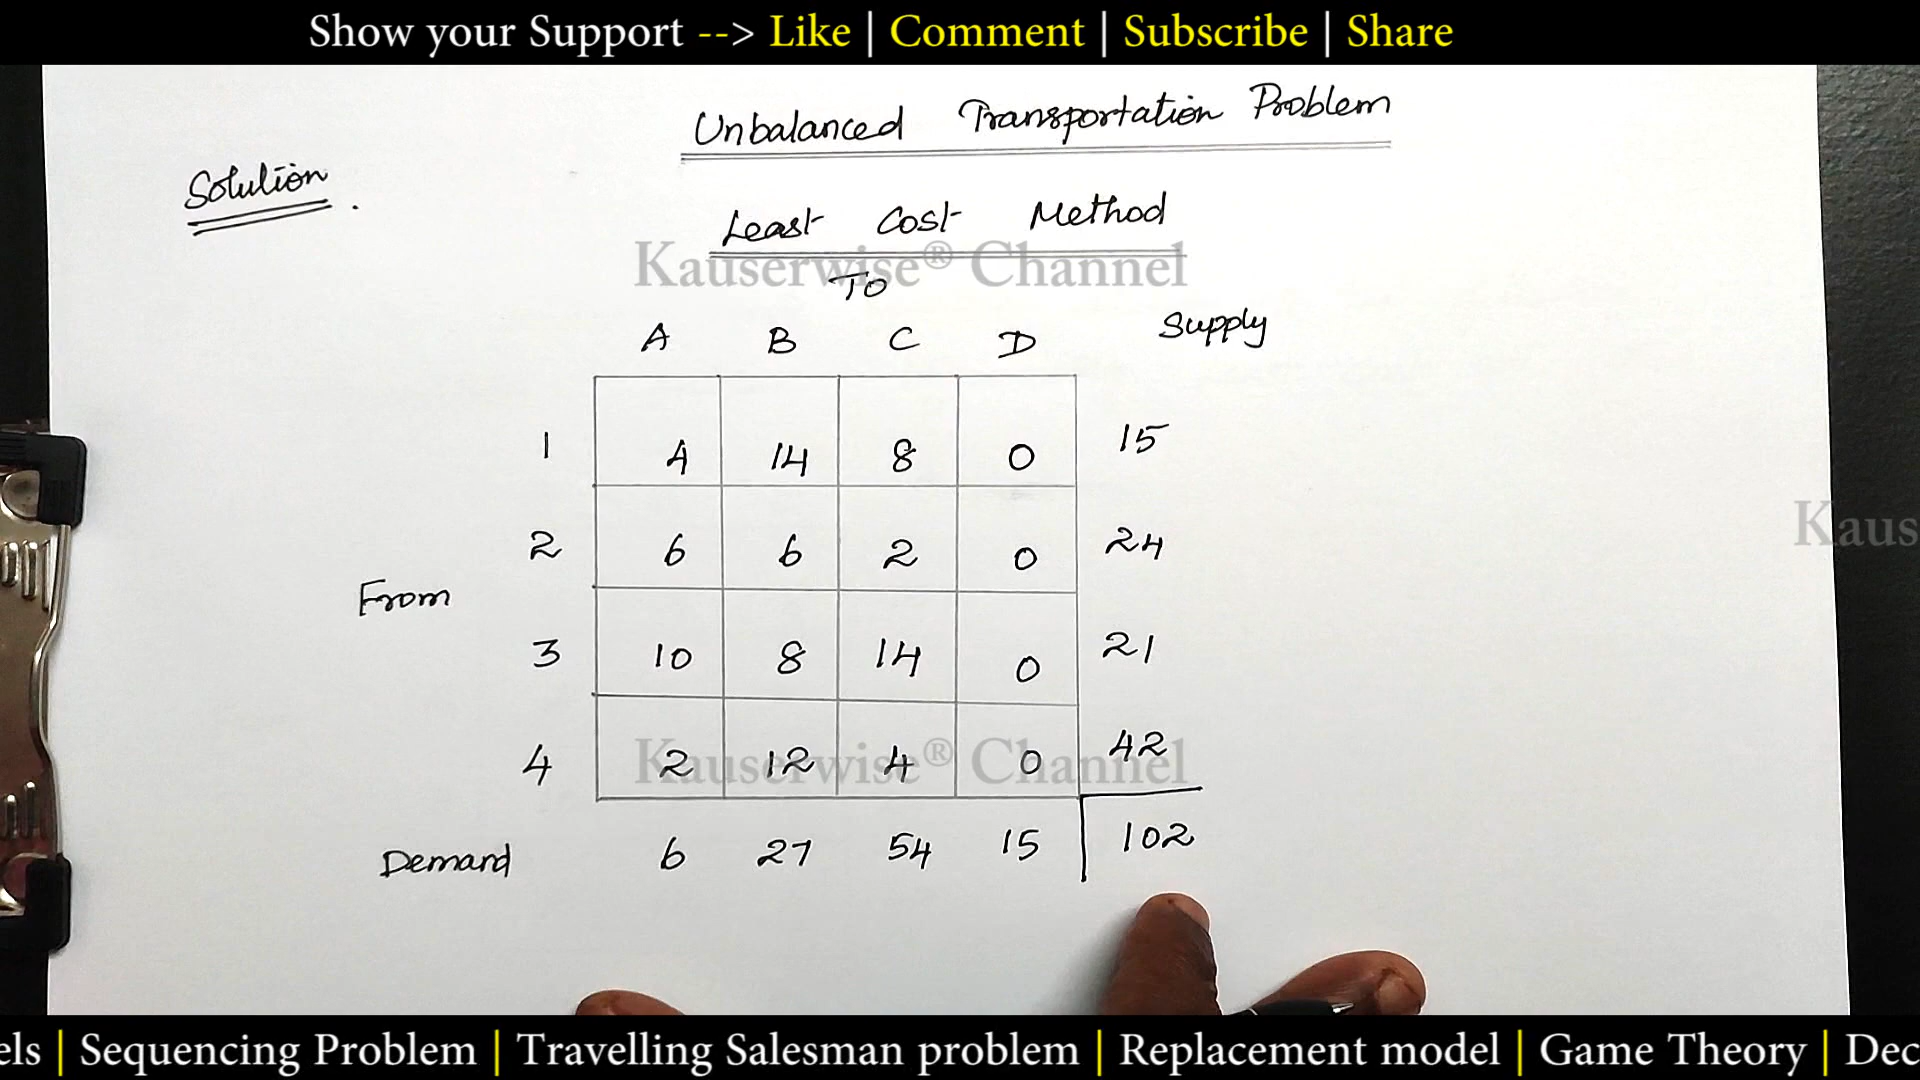 Show your Support --> Like | Comment | Subscribe | Share
Unbalanced Transportation Problem
Solution.
Least Cost Method
Kauserwise® Channel
To
A B C D Supply
1 4 14 8 0 15
2 6 6 2 0 24
Kaus
From
3 10 8 14 0 21
4 2 12 4 0 42
Kauserwise® Channel
Demand 6 27 54 15 102
els | Sequencing Problem | Travelling Salesman problem | Replacement model | Game Theory | Dec